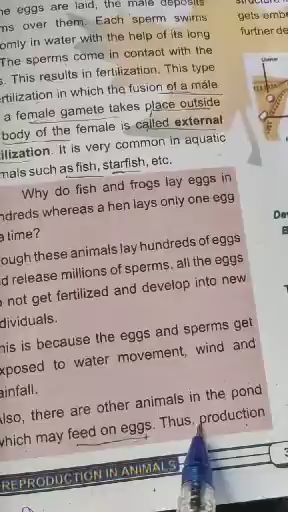 he eggs are laid, the male deposits
ms over them. Each sperm swims
omly in water with the help of its long
The sperms come in contact with the
s. This results in fertilization. This type
rtilization in which the fusion of a male
a female gamete takes place outside
body of the female is called external
ilization. It is very common in aquatic
mals such as fish, starfish, etc.
Why do fish and frogs lay eggs in
ndreds whereas a hen lays only one egg
a time?
ough these animals lay hundreds of eggs
d release millions of sperms, all the eggs
not get fertilized and develop into new
dividuals.
his is because the eggs and sperms get
xposed to water movement, wind and
ainfall.
lso, there are other animals in the pond
which may feed on eggs. Thus, production
REPRODUCTION IN ANIMALS
gets embe
further de